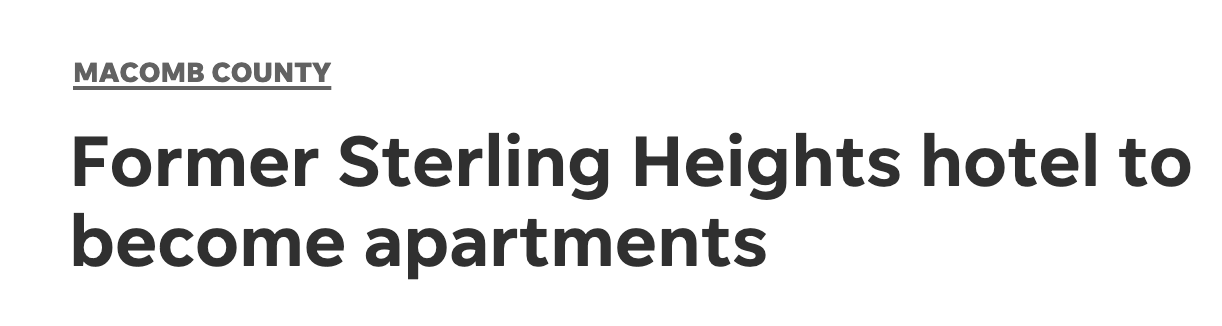 MACOMB COUNTY
Former Sterling Heights hotel to
become apartments